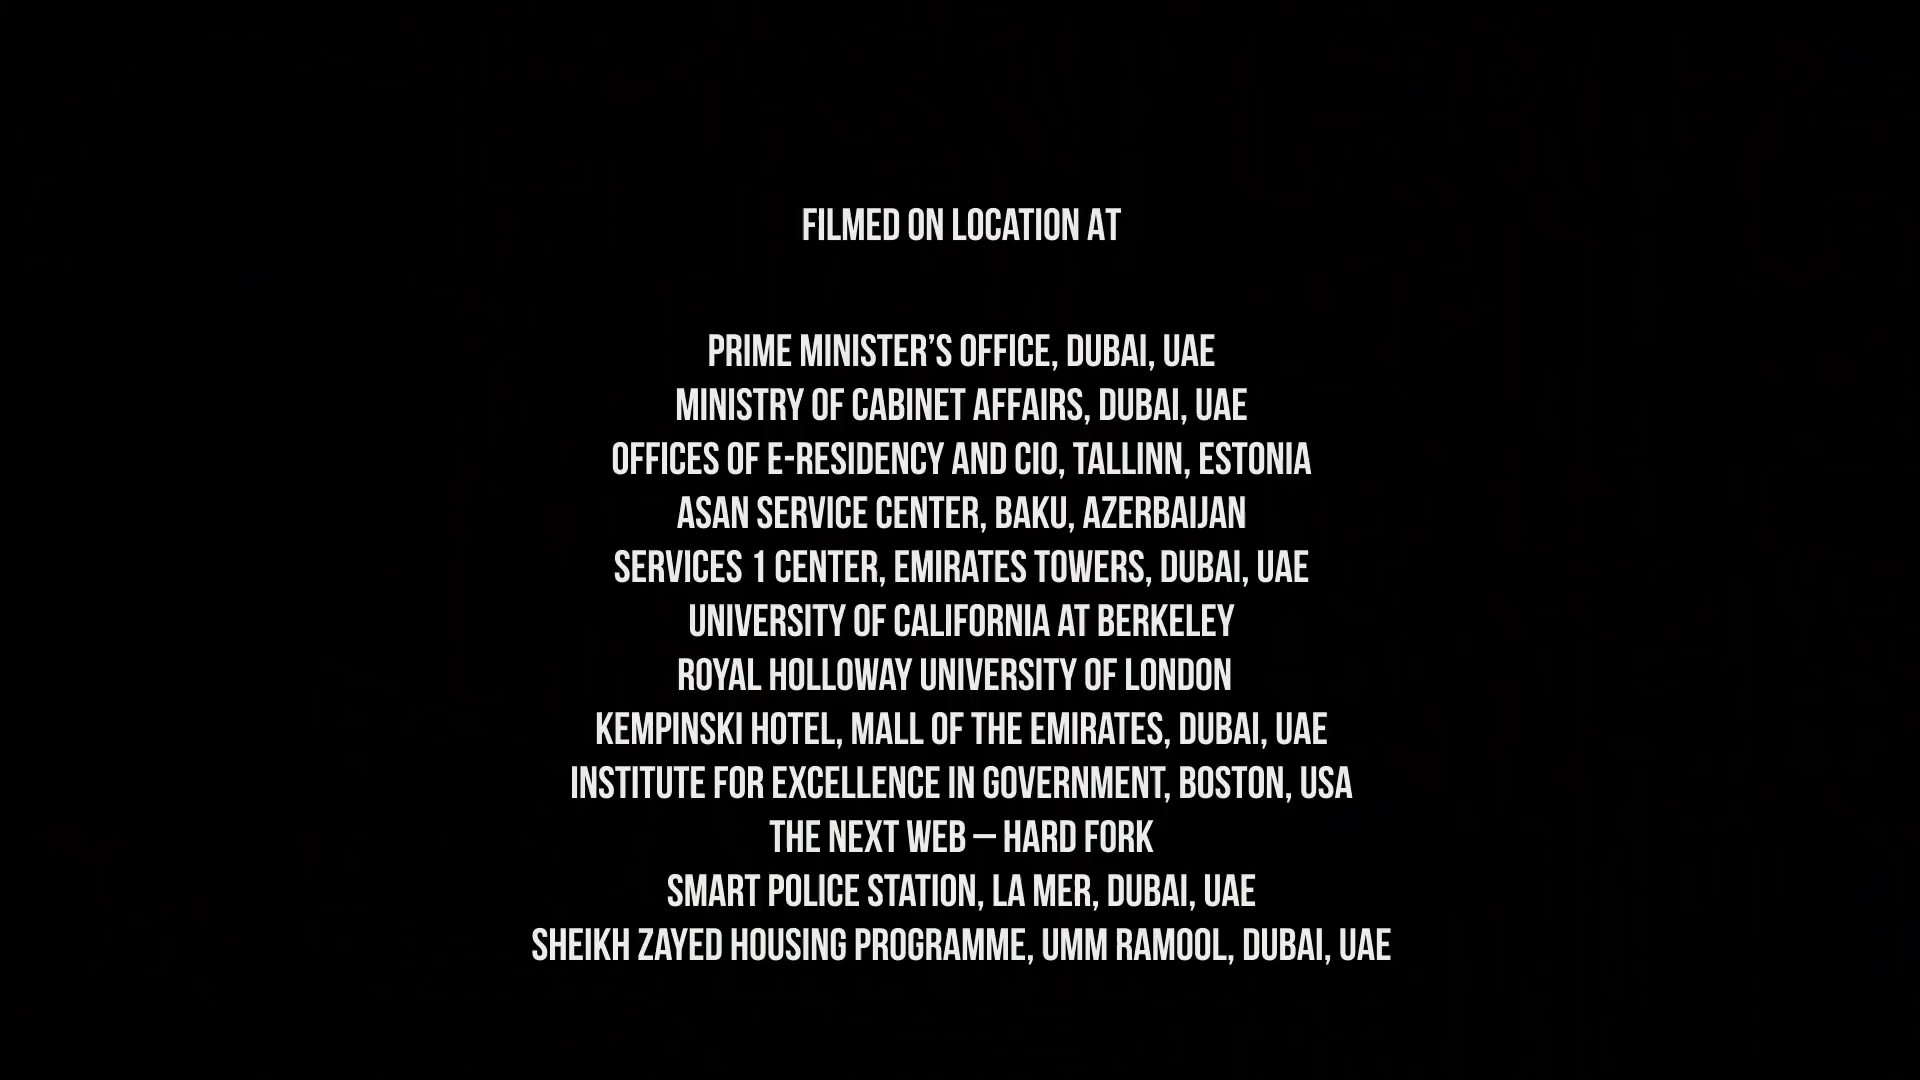 FILMED ON LOCATION AT
PRIME MINISTER’S OFFICE, DUBAI, UAE
MINISTRY OF CABINET AFFAIRS, DUBAI, UAE
OFFICES OF E-RESIDENCY AND CIO, TALLINN, ESTONIA
ASAN SERVICE CENTER, BAKU, AZERBAIJAN
SERVICES 1 CENTER, EMIRATES TOWERS, DUBAI, UAE
UNIVERSITY OF CALIFORNIA AT BERKELEY
ROYAL HOLLOWAY UNIVERSITY OF LONDON
KEMPINSKI HOTEL, MALL OF THE EMIRATES, DUBAI, UAE
INSTITUTE FOR EXCELLENCE IN GOVERNMENT, BOSTON, USA
THE NEXT WEB – HARD FORK
SMART POLICE STATION, LA MER, DUBAI, UAE
SHEIKH ZAYED HOUSING PROGRAMME, UMM RAMOOL, DUBAI, UAE